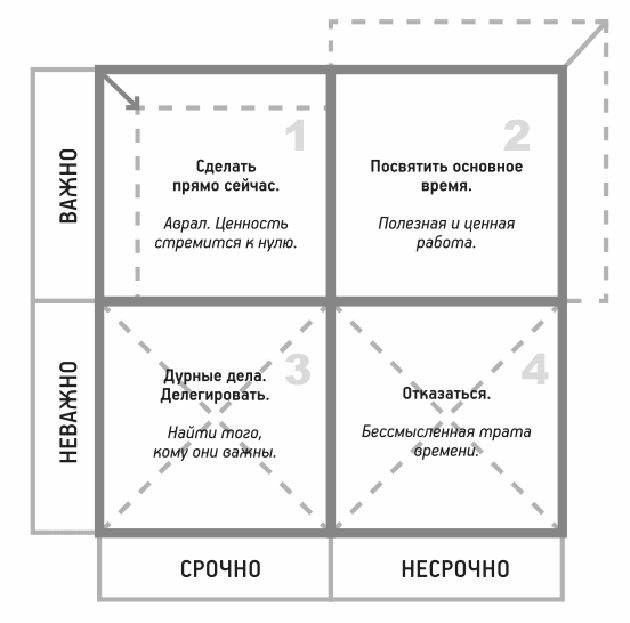 ВАЖНО
1
Сделать
прямо сейчас.
Аврал. Ценность
стремится к нулю.
2
Посвятить основное
время.
Полезная и ценная
работа.
НЕВАЖНО
3
Дурные дела.
Делегировать.
Найти того,
кому они важны.
4
Отказаться.
Бессмысленная трата
времени.
СРОЧНО
НЕСРОЧНО